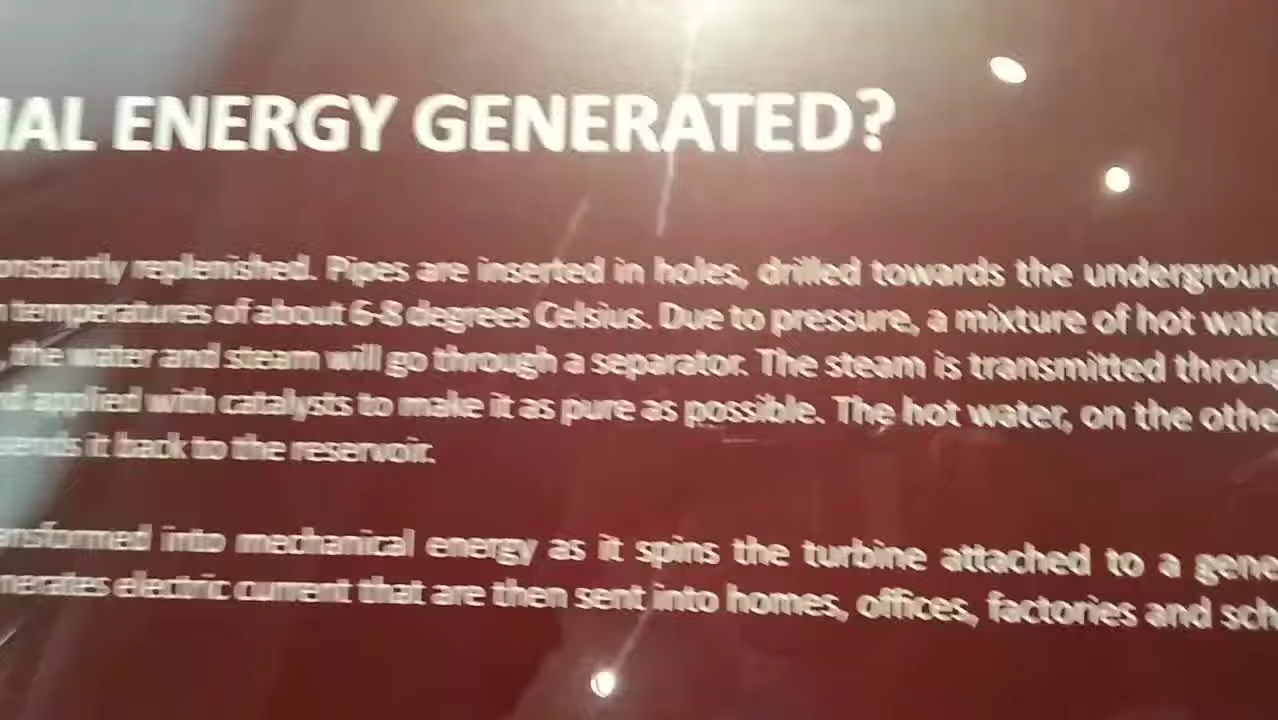 IAL ENERGY GENERATED?
onstantly replenished. Pipes are inserted in holes, drilled towards the undergroun
temperatures of about 6-8 degrees Celsius. Due to pressure, a mixture of hot wate
, the water and steam will go through a separator. The steam is transmitted throug
applied with catalysts to make it as pure as possible. The hot water, on the othe
ends it back to the reservoir.
ansformed into mechanical energy as it spins the turbine attached to a gene
nerates electric current that are then sent into homes, offices, factories and sch